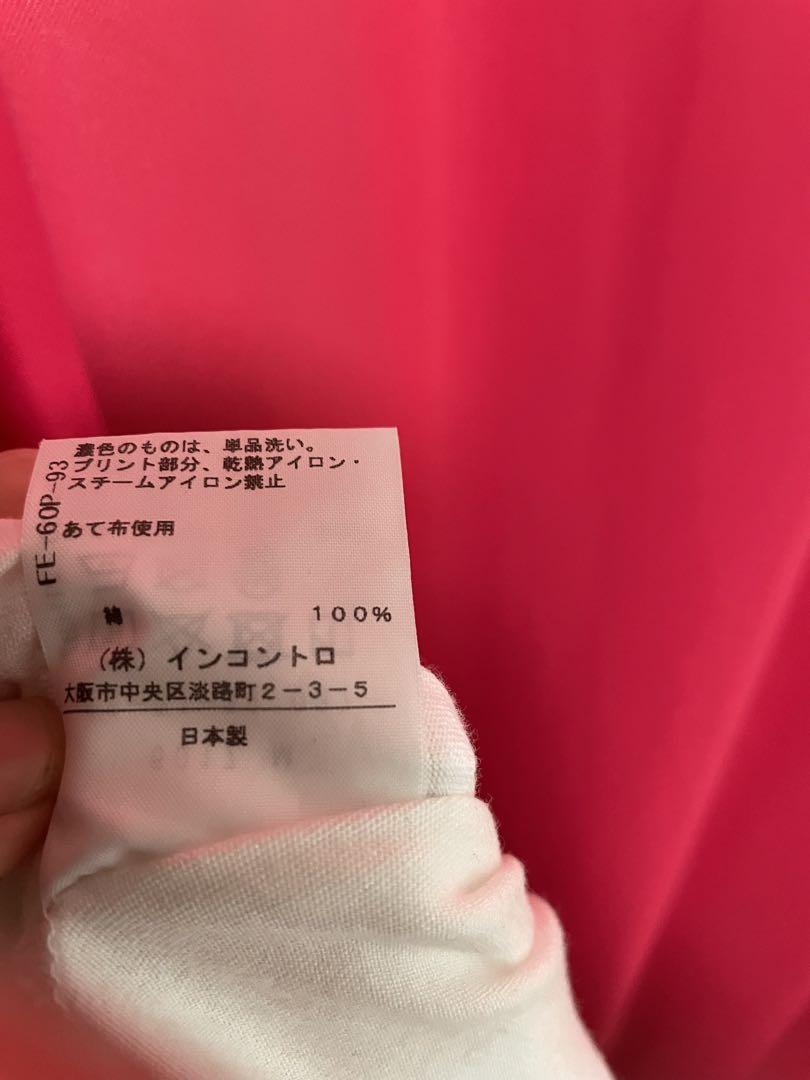 濃色のものは、単品洗い。
プリント部分、乾熱アイロン・
スチームアイロン禁止
あて布使用
FE-60P-93
綿 100%
(株)インコントロ
大阪市中央区淡路町2-3-5
日本製